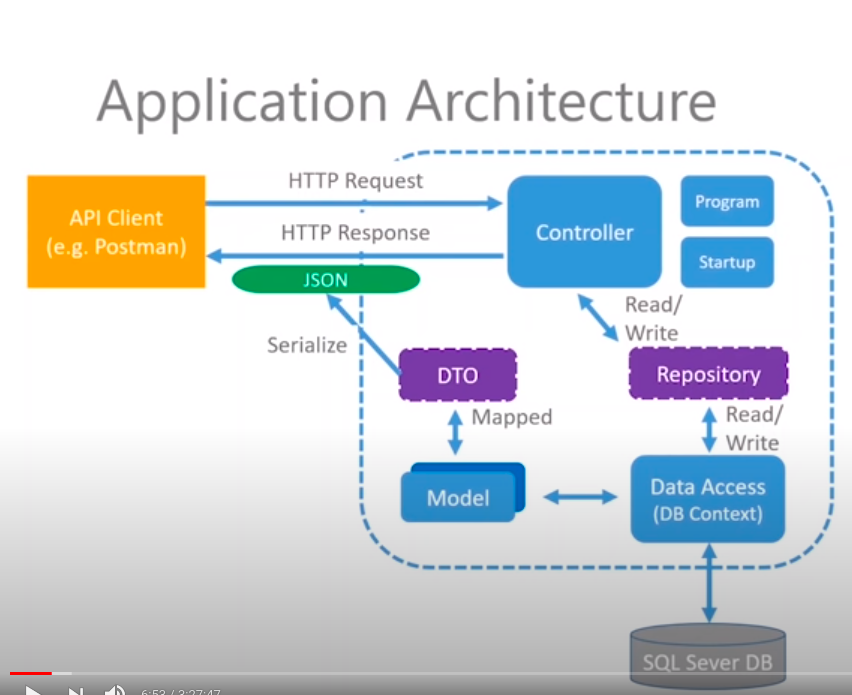 Application Architecture
HTTP Request
API Client
(e.g. Postman)
HTTP Response
JSON
Controller
Program
Startup
Serialize
Read/
Write
DTO
Repository
Mapped
Read/
Write
Model
Data Access
(DB Context)
SQL Sever DB
6:53 / 3:27:47